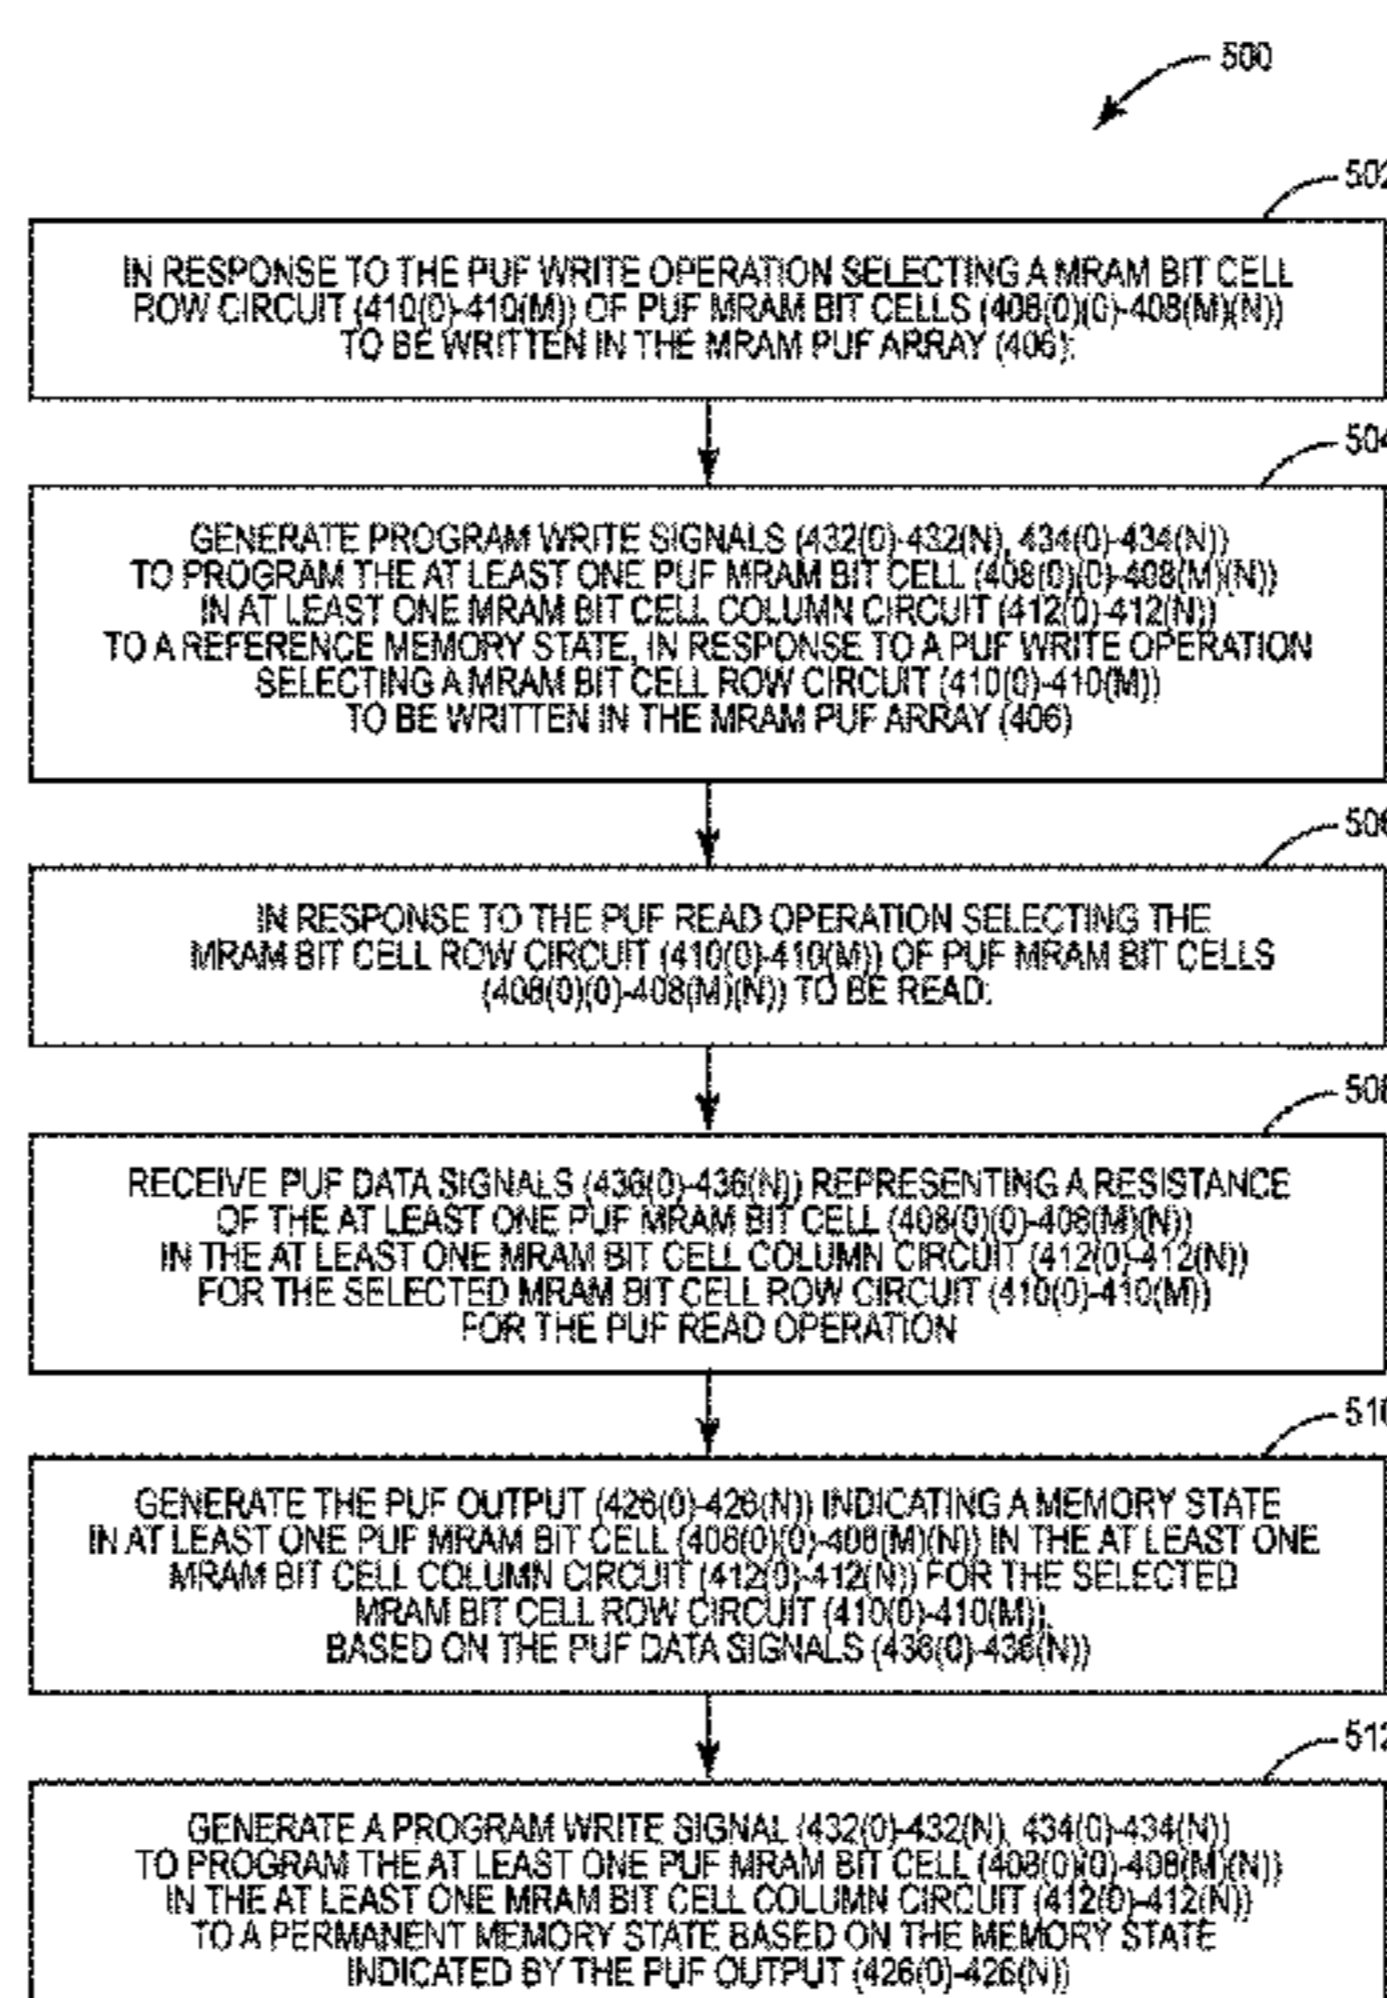 500
502
IN RESPONSE TO THE PUF WRITE OPERATION SELECTING A MRAM BIT CELL
ROW CIRCUIT (410(0)-410(M)) OF PUF MRAM BIT CELLS (408(0)(0)-408(M)(N))
TO BE WRITTEN IN THE MRAM PUF ARRAY (406):
504
GENERATE PROGRAM WRITE SIGNALS (432(0)-432(N), 434(0)-434(N))
TO PROGRAM THE AT LEAST ONE PUF MRAM BIT CELL (408(0)(0)-408(M)(N))
IN AT LEAST ONE MRAM BIT CELL COLUMN CIRCUIT (412(0)-412(N))
TO A REFERENCE MEMORY STATE, IN RESPONSE TO A PUF WRITE OPERATION
SELECTING A MRAM BIT CELL ROW CIRCUIT (410(0)-410(M))
TO BE WRITTEN IN THE MRAM PUF ARRAY (406)
506
IN RESPONSE TO THE PUF READ OPERATION SELECTING THE
MRAM BIT CELL ROW CIRCUIT (410(0)-410(M)) OF PUF MRAM BIT CELLS
(408(0)(0)-408(M)(N)) TO BE READ:
508
RECEIVE PUF DATA SIGNALS (436(0)-436(N)) REPRESENTING A RESISTANCE
OF THE AT LEAST ONE PUF MRAM BIT CELL (408(0)(0)-408(M)(N))
IN THE AT LEAST ONE MRAM BIT CELL COLUMN CIRCUIT (412(0)-412(N))
FOR THE SELECTED MRAM BIT CELL ROW CIRCUIT (410(0)-410(M))
FOR THE PUF READ OPERATION
510
GENERATE THE PUF OUTPUT (426(0)-426(N)) INDICATING A MEMORY STATE
IN AT LEAST ONE PUF MRAM BIT CELL (408(0)(0)-408(M)(N)) IN THE AT LEAST ONE
MRAM BIT CELL COLUMN CIRCUIT (412(0)-412(N)) FOR THE SELECTED
MRAM BIT CELL ROW CIRCUIT (410(0)-410(M)),
BASED ON THE PUF DATA SIGNALS (436(0)-436(N))
512
GENERATE A PROGRAM WRITE SIGNAL (432(0)-432(N), 434(0)-434(N))
TO PROGRAM THE AT LEAST ONE PUF MRAM BIT CELL (408(0)(0)-408(M)(N))
IN THE AT LEAST ONE MRAM BIT CELL COLUMN CIRCUIT (412(0)-412(N))
TO A PERMANENT MEMORY STATE BASED ON THE MEMORY STATE
INDICATED BY THE PUF OUTPUT (426(0)-426(N))